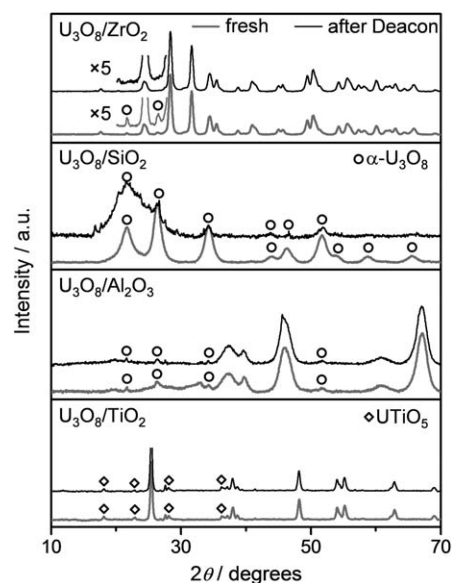 U₃O₈/ZrO₂
fresh
after Deacon
×5
×5
U₃O₈/SiO₂
α-U₃O₈
U₃O₈/Al₂O₃
U₃O₈/TiO₂
UTiO₅
Intensity / a.u.
10 30 50 70
2θ / degrees